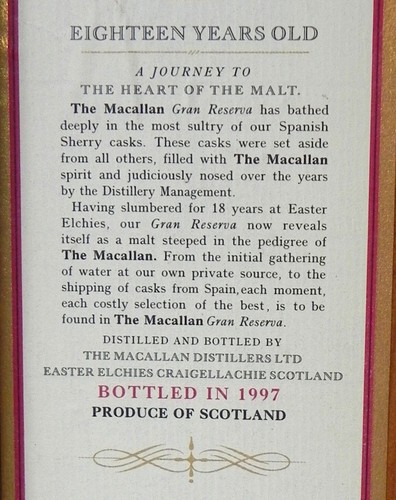 EIGHTEEN YEARS OLD
A JOURNEY TO
THE HEART OF THE MALT.
The Macallan Gran Reserva has bathed
deeply in the most sultry of our Spanish
Sherry casks. These casks were set aside
from all others, filled with The Macallan
spirit and judiciously nosed over the years
by the Distillery Management.
Having slumbered for 18 years at Easter
Elchies, our Gran Reserva now reveals
itself as a malt steeped in the pedigree of
The Macallan. From the initial gathering
of water at our own private source, to the
shipping of casks from Spain, each moment,
each costly selection of the best, is to be
found in The Macallan Gran Reserva.
DISTILLED AND BOTTLED BY
THE MACALLAN DISTILLERS LTD
EASTER ELCHIES CRAIGELLACHIE SCOTLAND
BOTTLED IN 1997
PRODUCE OF SCOTLAND